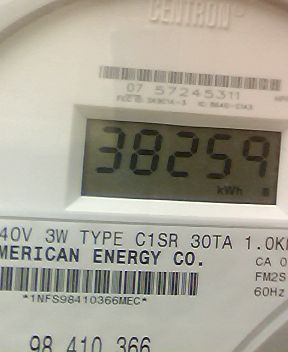 CENTRON
07 57245311
38259
kWh
40V 3W TYPE C1SR 30TA 1.0K
MERICAN ENERGY CO.
CA 0
FM2S
*1NFS98410366MEC*
60Hz
98 410 366